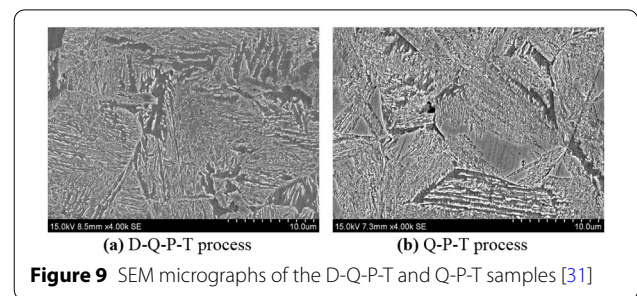 15.0kV 8.5mm x4.00k SE 10.0um
15.0kV 7.3mm x4.00k SE 10.0um
(a) D-Q-P-T process
(b) Q-P-T process
Figure 9 SEM micrographs of the D-Q-P-T and Q-P-T samples [31]